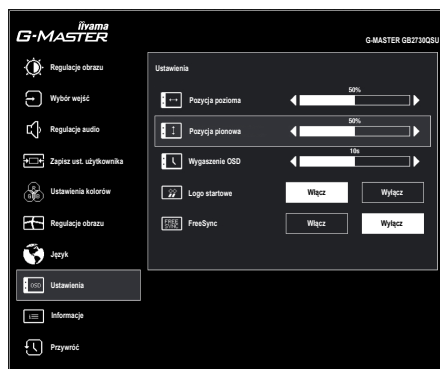 iiyama
G-MASTER
G-MASTER GB2730QSU
Regulacje obrazu
Wybór wejść
Regulacje audio
Zapisz ust. użytkownika
Ustawienia kolorów
Regulacje obrazu
Język
OSD Ustawienia
Informacje
Przywróć
Ustawienia
50%
Pozycja pozioma
50%
Pozycja pionowa
10s
Wygaszenie OSD
Logo startowe Włącz Wyłącz
FREE SYNC FreeSync Włącz Wyłącz